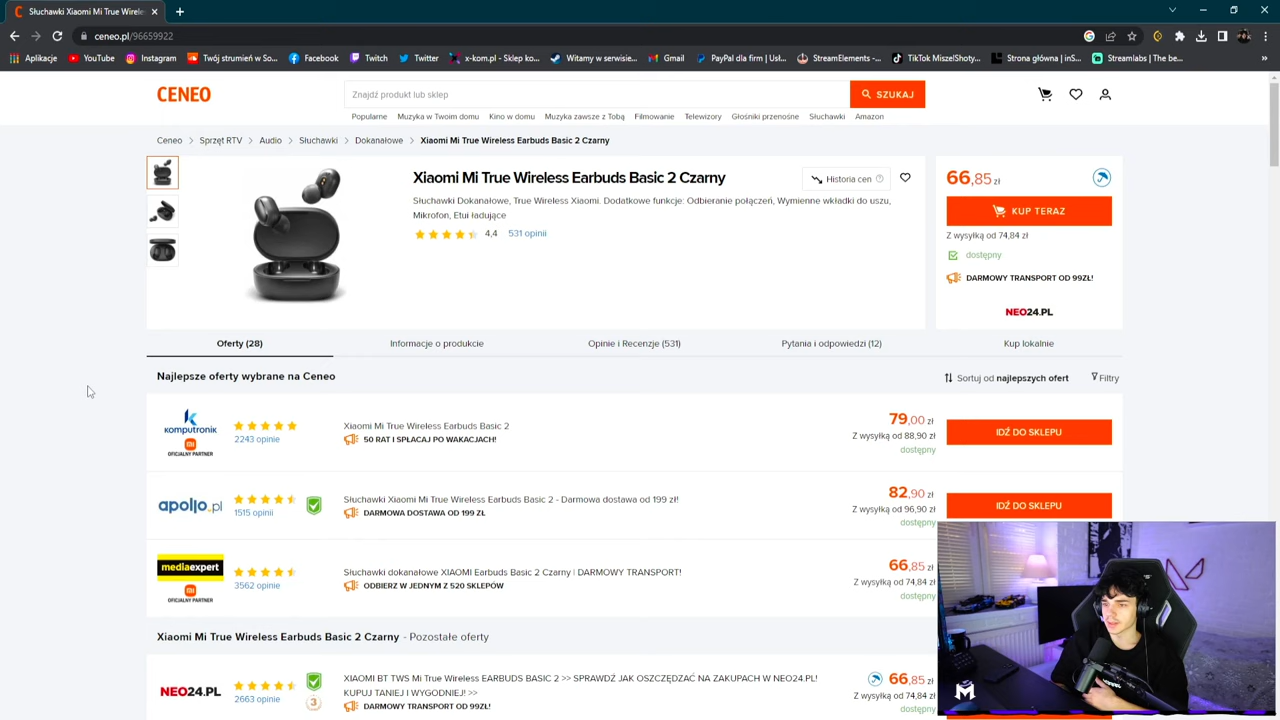 Słuchawki Xiaomi Mi True Wirele
ceneo.pl/96659922
Aplikacje YouTube Instagram Twój strumień w So... Facebook Twitch Twitter x-kom.pl - Sklep ko... Witamy w serwisie... Gmail PayPal dla firm | Usł... StreamElements -... TikTok MiszelShoty... Strona główna | inS... Streamlabs | The be... »
CENEO
Znajdź produkt lub sklep
SZUKAJ
Popularne Muzyka w Twoim domu Kino w domu Muzyka zawsze z Tobą Filmowanie Telewizory Głośniki przenośne Słuchawki Amazon
Ceneo > Sprzęt RTV > Audio > Słuchawki > Dokanałowe > Xiaomi Mi True Wireless Earbuds Basic 2 Czarny
Xiaomi Mi True Wireless Earbuds Basic 2 Czarny
Historia cen
Słuchawki Dokanałowe, True Wireless Xiaomi. Dodatkowe funkcje: Odbieranie połączeń, Wymienne wkładki do uszu,
Mikrofon, Etui ładujące
4,4 531 opinii
66,85 zł
KUP TERAZ
Z wysyłką od 74,84 zł
dostępny
DARMOWY TRANSPORT OD 99ZŁ!
NEO24.PL
Oferty (28) Informacje o produkcie Opinie i Recenzje (531) Pytania i odpowiedzi (12) Kup lokalnie
Najlepsze oferty wybrane na Ceneo
Sortuj od najlepszych ofert Filtry
komputronik
mi
OFICJALNY PARTNER
2243 opinie
Xiaomi Mi True Wireless Earbuds Basic 2
50 RAT I SPŁACAJ PO WAKACJACH!
79,00 zł
Z wysyłką od 88,90 zł
dostępny
IDŹ DO SKLEPU
apollo.pl
1515 opinii
Słuchawki Xiaomi Mi True Wireless Earbuds Basic 2 - Darmowa dostawa od 199 zł!
DARMOWA DOSTAWA OD 199 ZŁ
82,90 zł
Z wysyłką od 96,90 zł
dostępny
IDŹ DO SKLEPU
mediaexpert
mi
OFICJALNY PARTNER
3562 opinie
Słuchawki dokanałowe XIAOMI Earbuds Basic 2 Czarny | DARMOWY TRANSPORT!
ODBIERZ W JEDNYM Z 520 SKLEPÓW
66,85 zł
Z wysyłką od 74,84 zł
dostępny
Xiaomi Mi True Wireless Earbuds Basic 2 Czarny - Pozostałe oferty
NEO24.PL
2663 opinie
3
XIAOMI BT TWS Mi True Wireless EARBUDS BASIC 2 >> SPRAWDŹ JAK OSZCZĘDZAĆ NA ZAKUPACH W NEO24.PL!
KUPUJ TANIEJ I WYGODNIEJ! >>
DARMOWY TRANSPORT OD 99ZŁ!
66,85 zł
Z wysyłką od 74,84 zł
dostępny